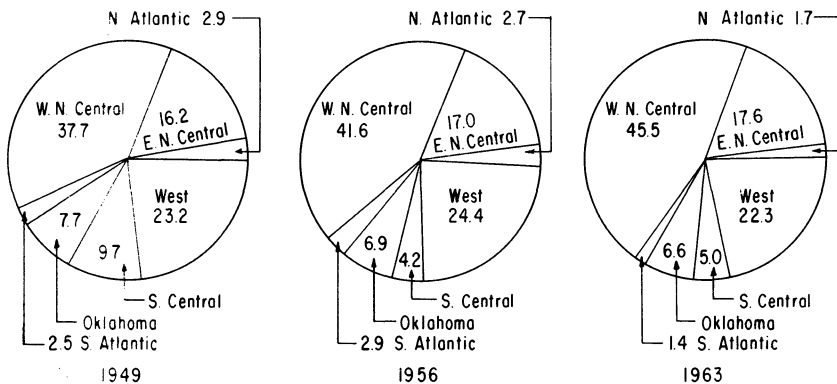 N. Atlantic 2.9
W. N. Central
37.7
16.2
E. N. Central
West
23.2
7.7
9.7
S. Central
Oklahoma
2.5 S. Atlantic
1949
N. Atlantic 2.7
W. N. Central
41.6
17.0
E. N. Central
West
24.4
6.9
4.2
S. Central
Oklahoma
2.9 S. Atlantic
1956
N. Atlantic 1.7
W. N. Central
45.5
17.6
E. N. Central
West
22.3
6.6
5.0
S. Central
Oklahoma
1.4 S. Atlantic
1963